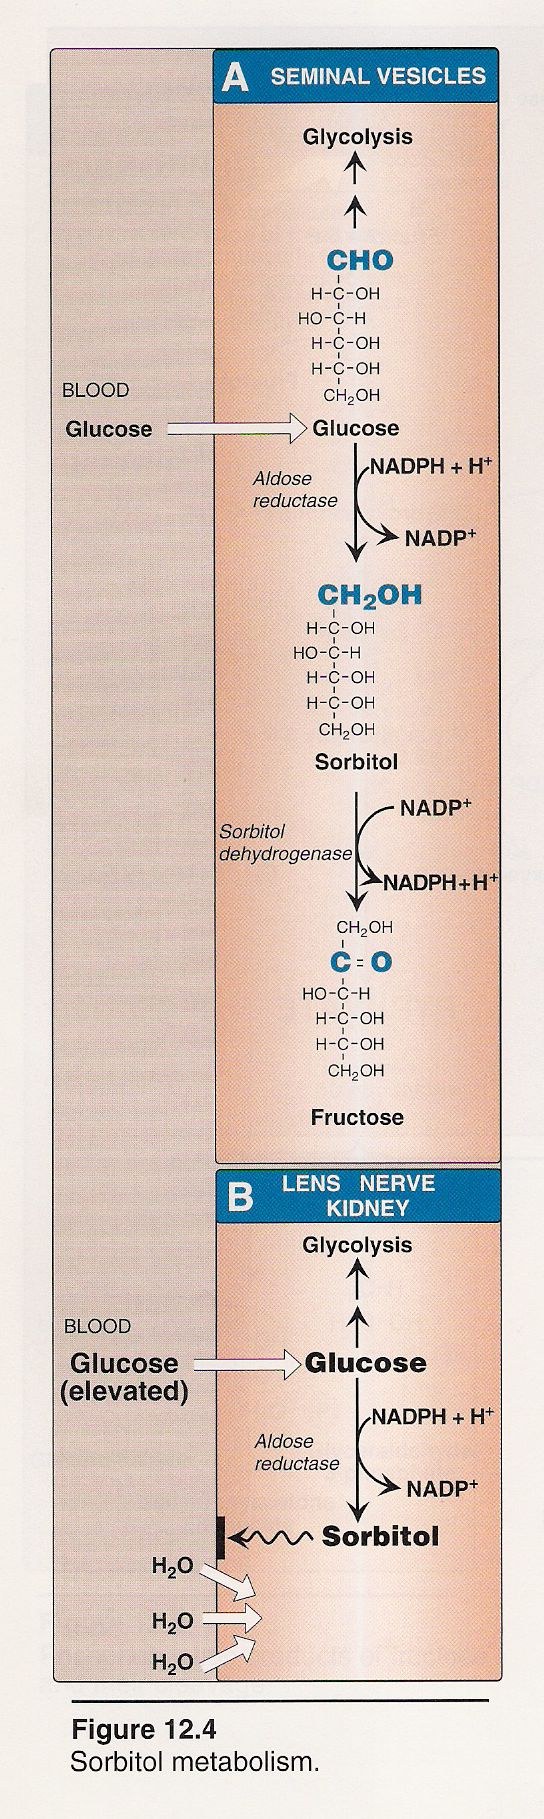 A SEMINAL VESICLES
Glycolysis
CHO
H-C-OH
HO-C-H
H-C-OH
H-C-OH
CH₂OH
BLOOD
Glucose
Glucose
Aldose
reductase
NADPH + H⁺
NADP⁺
CH₂OH
H-C-OH
HO-C-H
H-C-OH
H-C-OH
CH₂OH
Sorbitol
NADP⁺
Sorbitol
dehydrogenase
NADPH+H⁺
CH₂OH
C=O
HO-C-H
H-C-OH
H-C-OH
CH₂OH
Fructose
B LENS NERVE
KIDNEY
Glycolysis
BLOOD
Glucose
(elevated)
Glucose
NADPH + H⁺
Aldose
reductase
NADP⁺
Sorbitol
H₂O
H₂O
H₂O
Figure 12.4
Sorbitol metabolism.